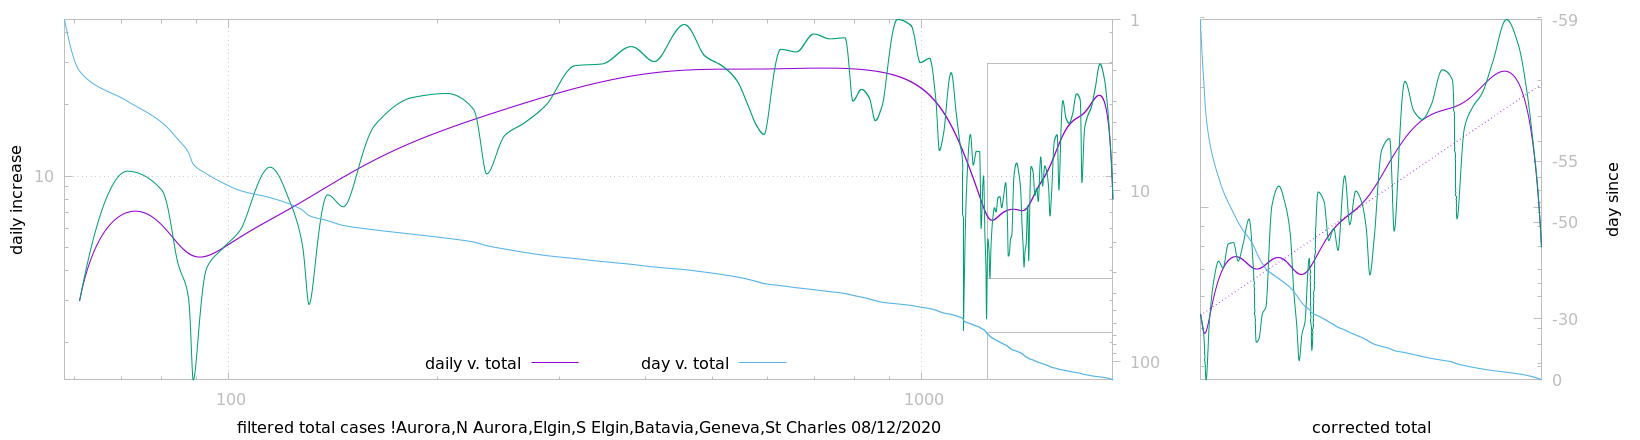 1
-59
daily increase
10
10
-55
-50
day since
-30
daily v. total
day v. total
100
0
100
1000
filtered total cases !Aurora,N Aurora,Elgin,S Elgin,Batavia,Geneva,St Charles 08/12/2020
corrected total